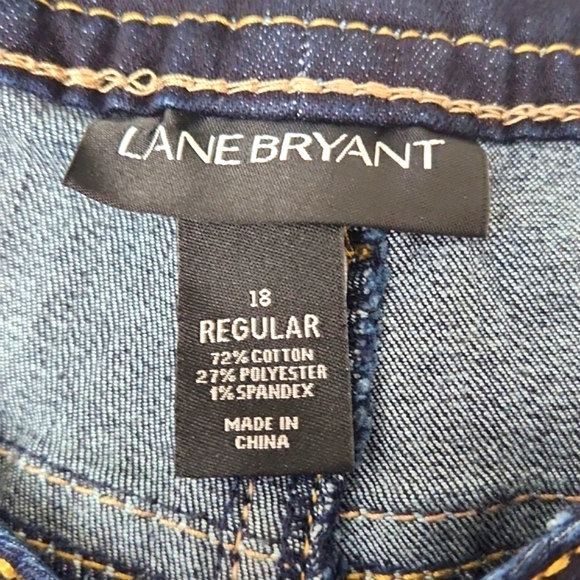 LANE BRYANT
18
REGULAR
72% COTTON
27% POLYESTER
1% SPANDEX
MADE IN
CHINA